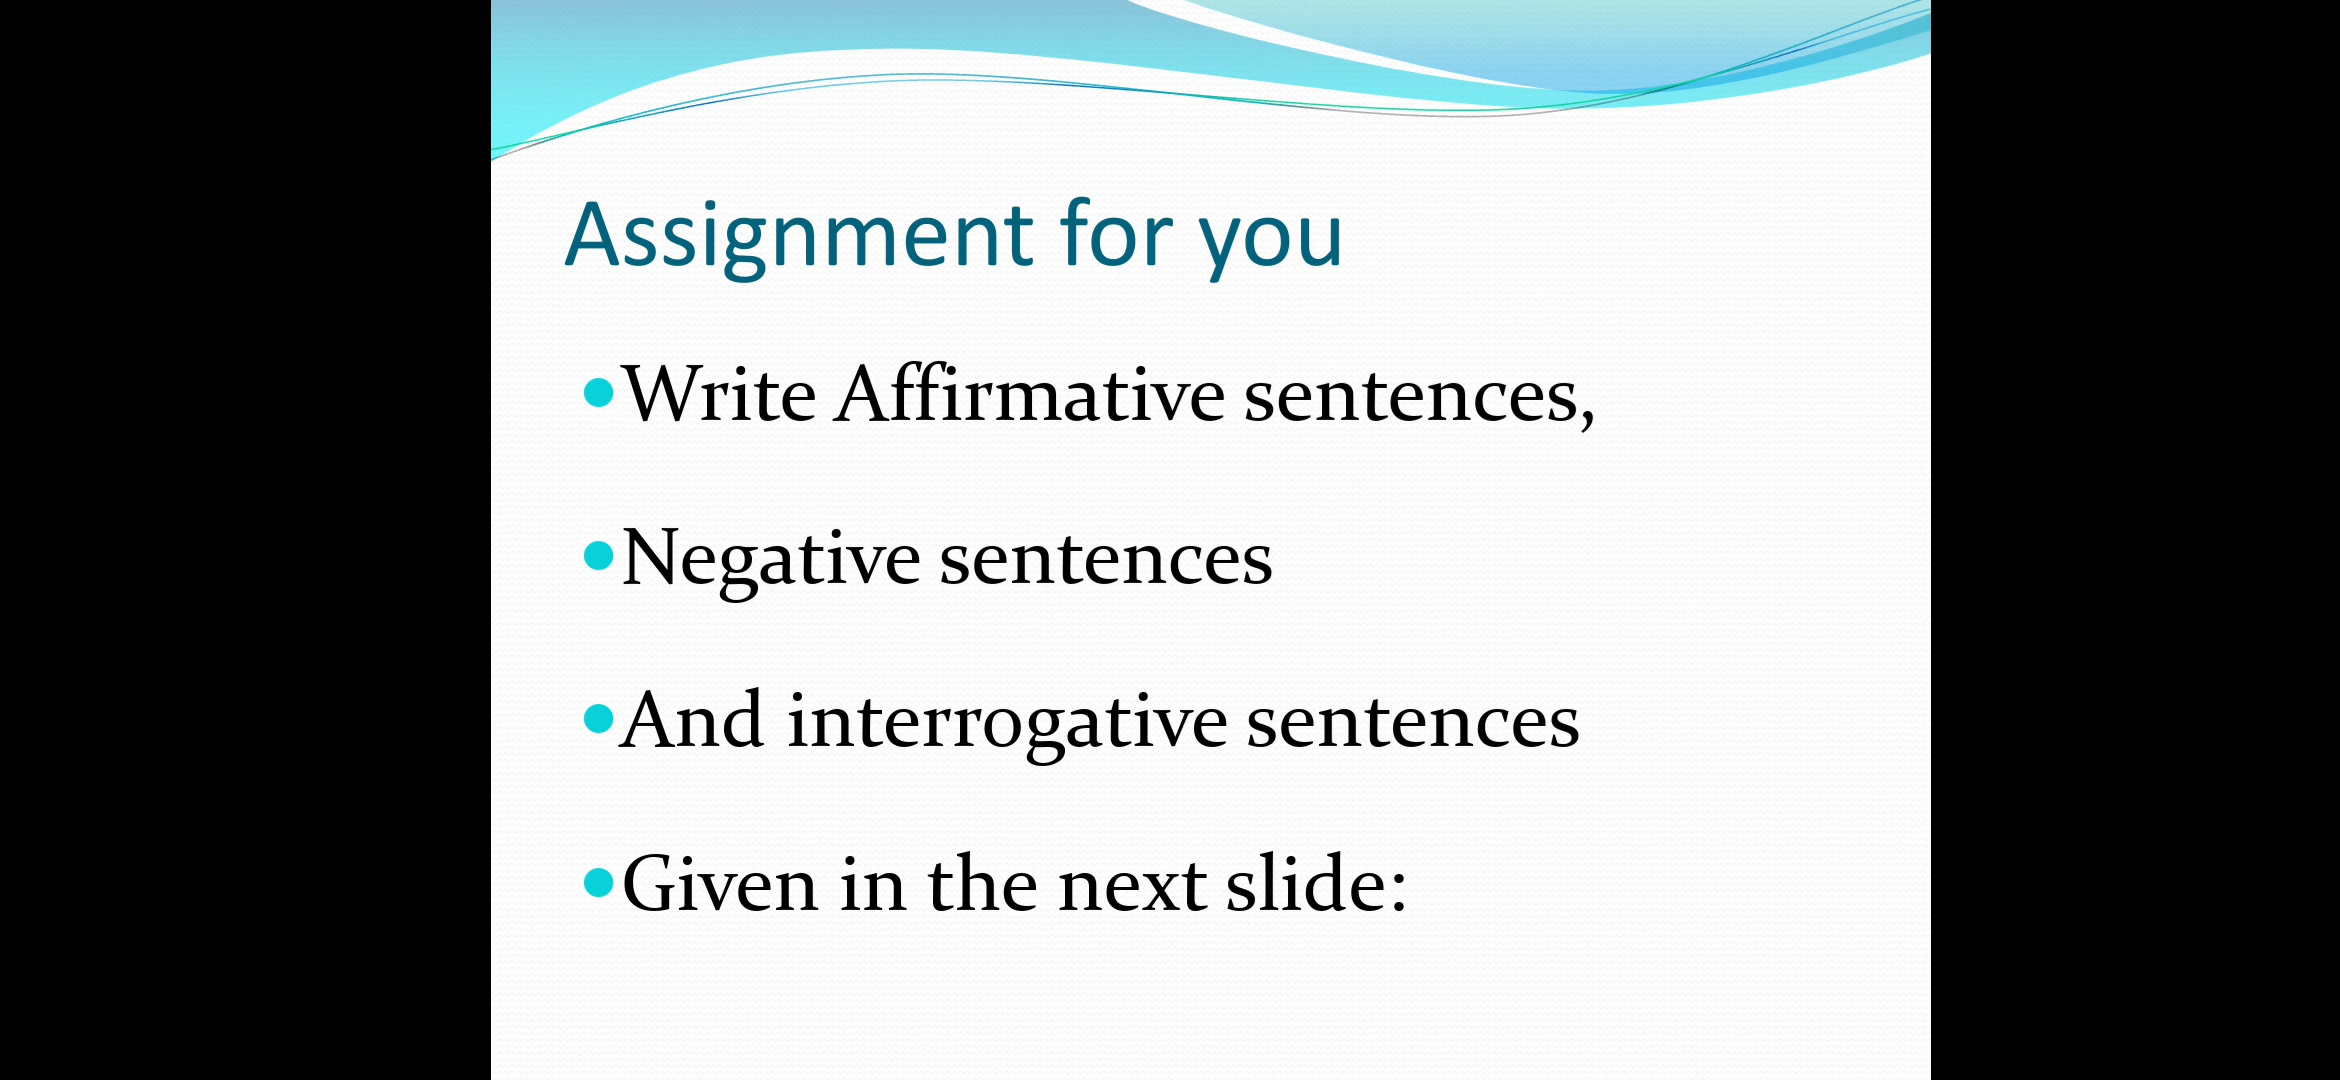 Assignment for you
Write Affirmative sentences,
Negative sentences
And interrogative sentences
Given in the next slide: